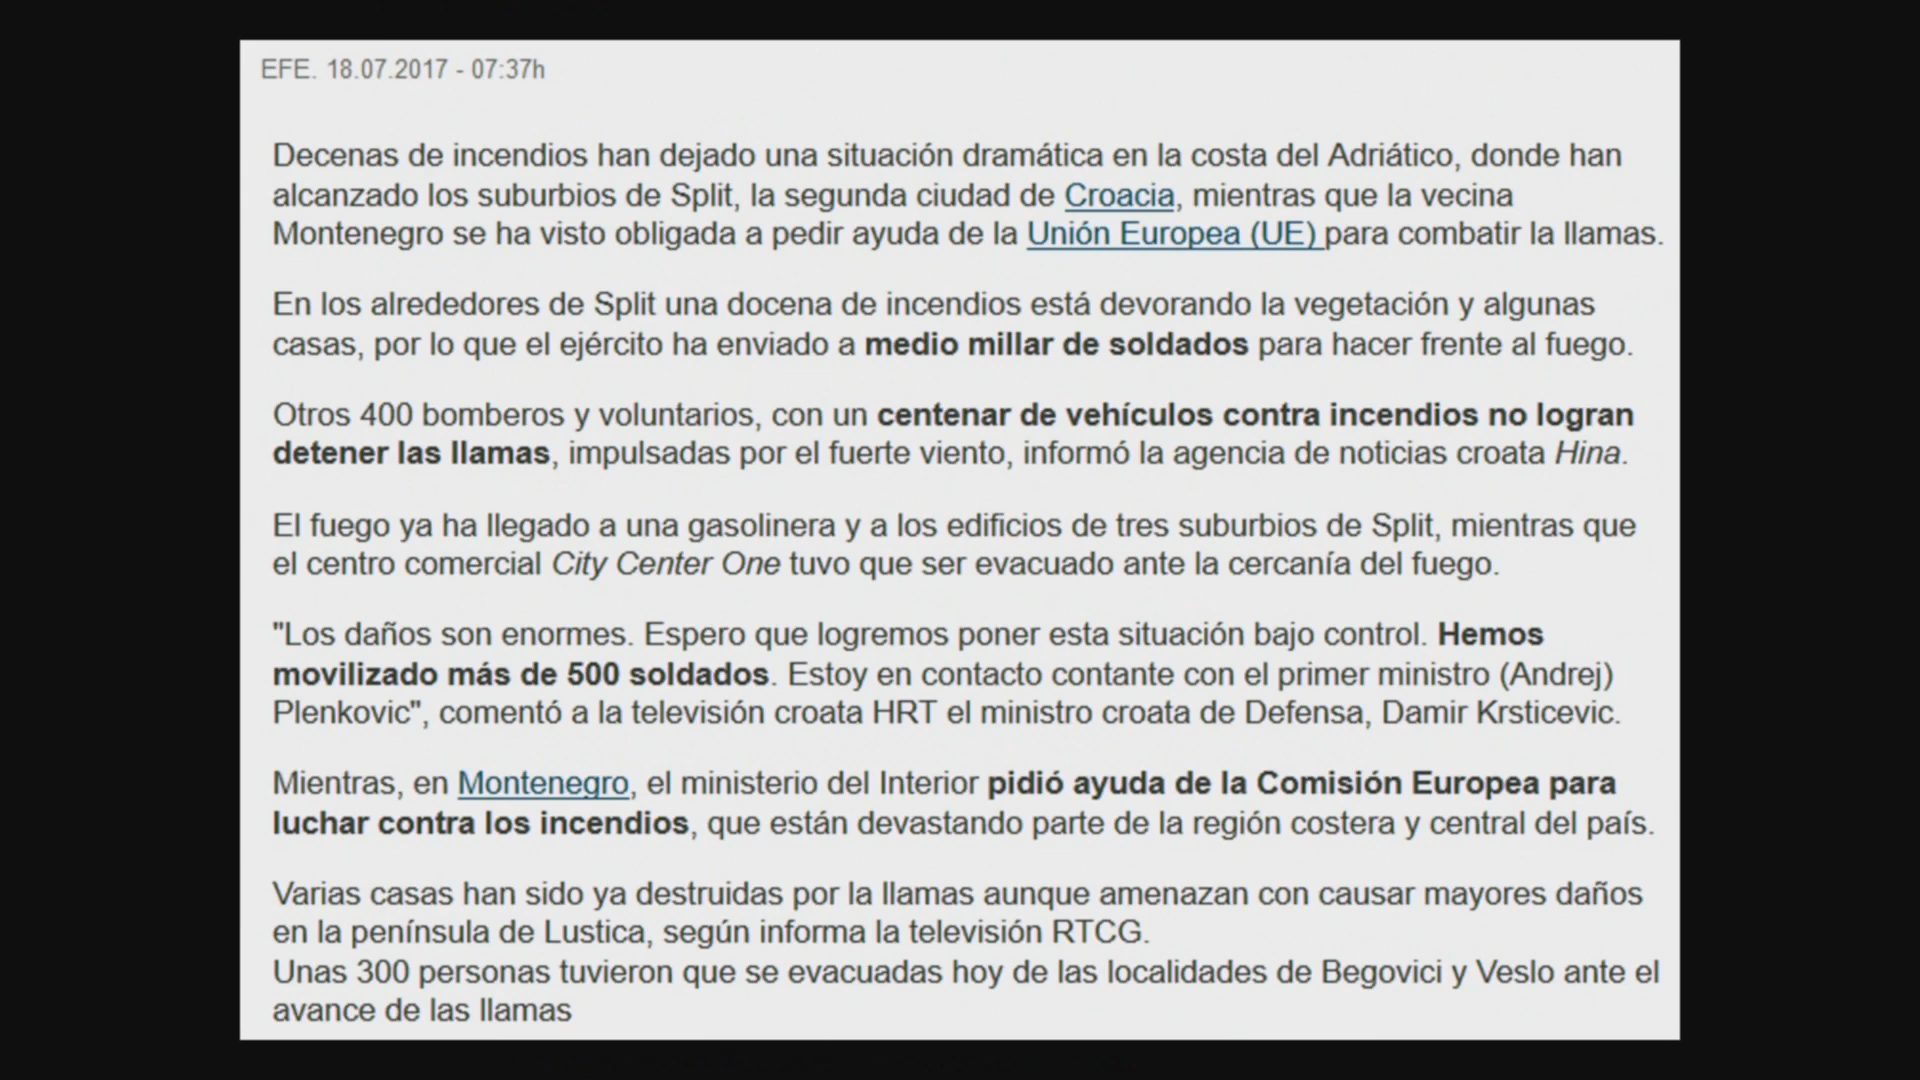 EFE. 18.07.2017 - 07:37h
Decenas de incendios han dejado una situación dramática en la costa del Adriático, donde han
alcanzado los suburbios de Split, la segunda ciudad de Croacia, mientras que la vecina
Montenegro se ha visto obligada a pedir ayuda de la Unión Europea (UE) para combatir la llamas.
En los alrededores de Split una docena de incendios está devorando la vegetación y algunas
casas, por lo que el ejército ha enviado a medio millar de soldados para hacer frente al fuego.
Otros 400 bomberos y voluntarios, con un centenar de vehículos contra incendios no logran
detener las llamas, impulsadas por el fuerte viento, informó la agencia de noticias croata Hina.
El fuego ya ha llegado a una gasolinera y a los edificios de tres suburbios de Split, mientras que
el centro comercial City Center One tuvo que ser evacuado ante la cercanía del fuego.
"Los daños son enormes. Espero que logremos poner esta situación bajo control. Hemos
movilizado más de 500 soldados. Estoy en contacto contante con el primer ministro (Andrej)
Plenkovic", comentó a la televisión croata HRT el ministro croata de Defensa, Damir Krsticevic.
Mientras, en Montenegro, el ministerio del Interior pidió ayuda de la Comisión Europea para
luchar contra los incendios, que están devastando parte de la región costera y central del país.
Varias casas han sido ya destruidas por la llamas aunque amenazan con causar mayores daños
en la península de Lustica, según informa la televisión RTCG.
Unas 300 personas tuvieron que se evacuadas hoy de las localidades de Begovici y Veslo ante el
avance de las llamas